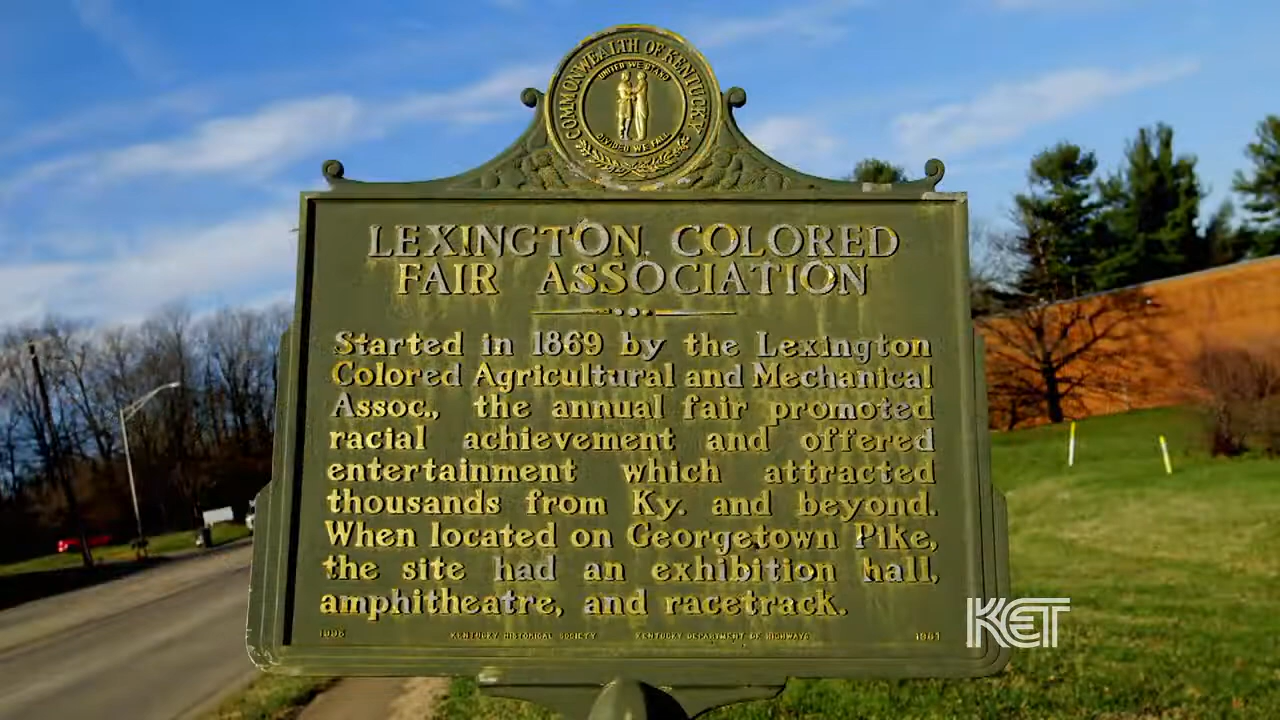 COMMONWEALTH OF KENTUCKY
UNITED WE STAND
DIVIDED WE FALL
LEXINGTON COLORED
FAIR ASSOCIATION
Started in 1869 by the Lexington
Colored Agricultural and Mechanical
Assoc., the annual fair promoted
racial achievement and offered
entertainment which attracted
thousands from Ky. and beyond.
When located on Georgetown Pike,
the site had an exhibition hall,
amphitheatre, and racetrack.
KENTUCKY HISTORICAL SOCIETY KENTUCKY DEPARTMENT OF HIGHWAYS
KET